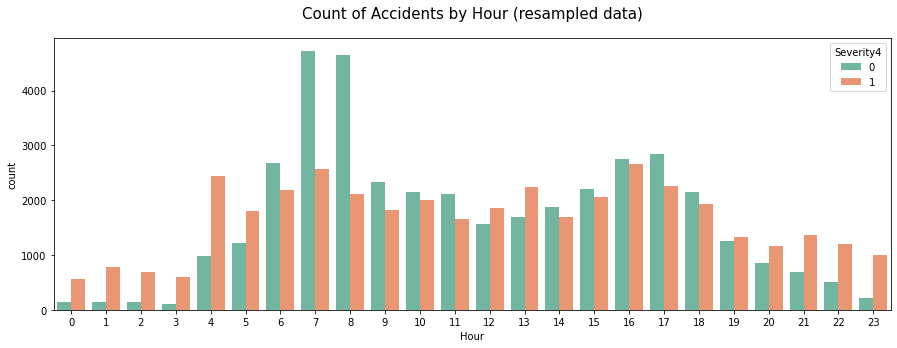 Count of Accidents by Hour (resampled data)
Severity4
0
1
4000
3000
2000
1000
0
count
0 1 2 3 4 5 6 7 8 9 10 11 12 13 14 15 16 17 18 19 20 21 22 23
Hour